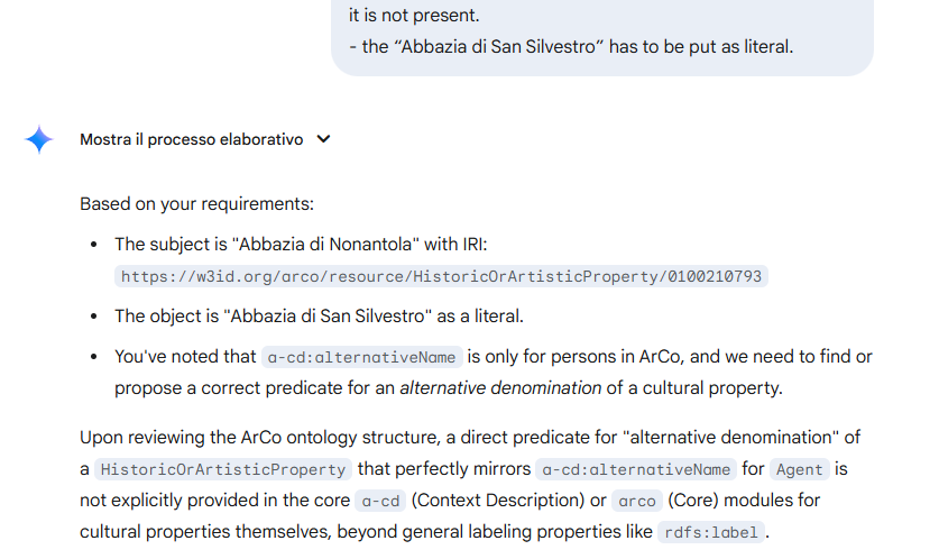 it is not present.
- the “Abbazia di San Silvestro” has to be put as literal.
Mostra il processo elaborativo
Based on your requirements:
• The subject is "Abbazia di Nonantola" with IRI:
https://w3id.org/arco/resource/HistoricOrArtisticProperty/0100210793
• The object is "Abbazia di San Silvestro" as a literal.
• You've noted that a-cd:alternativeName is only for persons in ArCo, and we need to find or
propose a correct predicate for an alternative denomination of a cultural property.
Upon reviewing the ArCo ontology structure, a direct predicate for "alternative denomination" of
a HistoricOrArtisticProperty that perfectly mirrors a-cd:alternativeName for Agent is
not explicitly provided in the core a-cd (Context Description) or arco (Core) modules for
cultural properties themselves, beyond general labeling properties like rdfs:label.